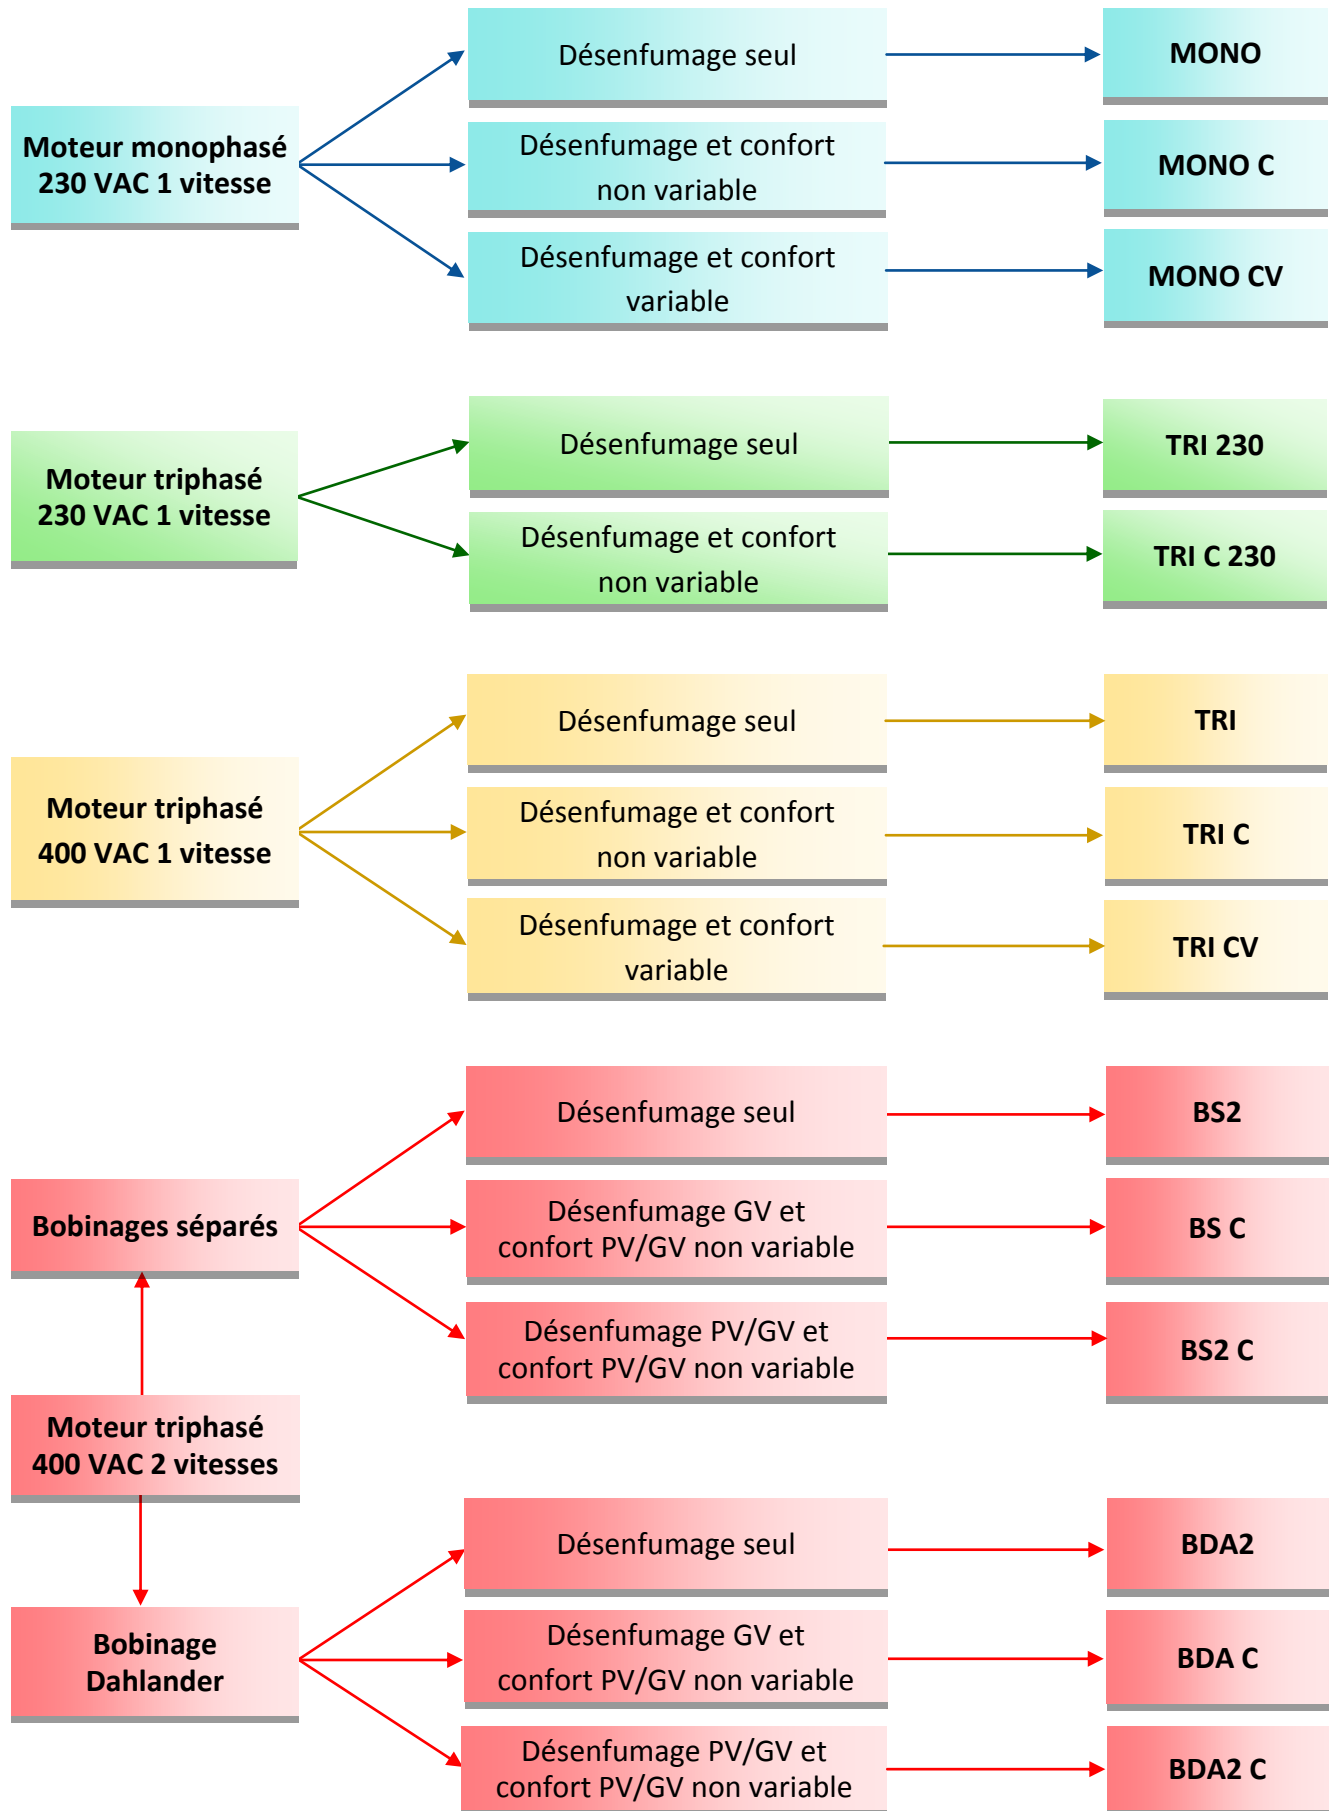 Moteur monophasé
230 VAC 1 vitesse
Désenfumage seul
MONO
Désenfumage et confort
non variable
MONO C
Désenfumage et confort
variable
MONO CV
Moteur triphasé
230 VAC 1 vitesse
Désenfumage seul
TRI 230
Désenfumage et confort
non variable
TRI C 230
Moteur triphasé
400 VAC 1 vitesse
Désenfumage seul
TRI
Désenfumage et confort
non variable
TRI C
Désenfumage et confort
variable
TRI CV
Bobinages séparés
Désenfumage seul
BS2
Désenfumage GV et
confort PV/GV non variable
BS C
Désenfumage PV/GV et
confort PV/GV non variable
BS2 C
Moteur triphasé
400 VAC 2 vitesses
Bobinage
Dahlander
Désenfumage seul
BDA2
Désenfumage GV et
confort PV/GV non variable
BDA C
Désenfumage PV/GV et
confort PV/GV non variable
BDA2 C